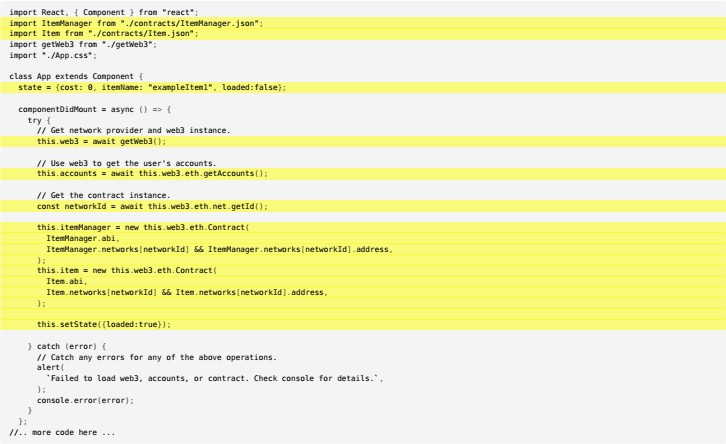 import React, { Component } from "react";
import ItemManager from "./contracts/ItemManager.json";
import Item from "./contracts/Item.json";
import getWeb3 from "./getWeb3";
import "./App.css";

class App extends Component {
  state = {cost: 0, itemName: "exampleItem1", loaded:false};

  componentDidMount = async () => {
    try {
      // Get network provider and web3 instance.
      this.web3 = await getWeb3();

      // Use web3 to get the user's accounts.
      this.accounts = await this.web3.eth.getAccounts();

      // Get the contract instance.
      const networkId = await this.web3.eth.net.getId();

      this.itemManager = new this.web3.eth.Contract(
        ItemManager.abi,
        ItemManager.networks[networkId] && ItemManager.networks[networkId].address,
      );
      this.item = new this.web3.eth.Contract(
        Item.abi,
        Item.networks[networkId] && Item.networks[networkId].address,
      );

      this.setState({loaded:true});

    } catch (error) {
      // Catch any errors for any of the above operations.
      alert(
        `Failed to load web3, accounts, or contract. Check console for details.`,
      );
      console.error(error);
    }
  };
//.. more code here ...